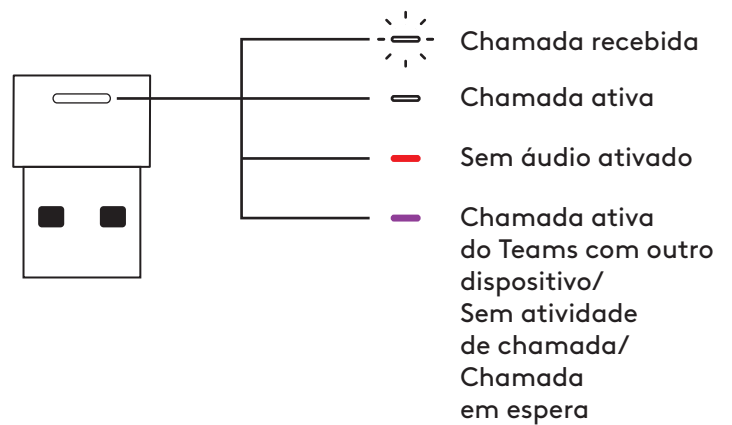 Chamada recebida
Chamada ativa
Sem áudio ativado
Chamada ativa
do Teams com outro
dispositivo/
Sem atividade
de chamada/
Chamada
em espera